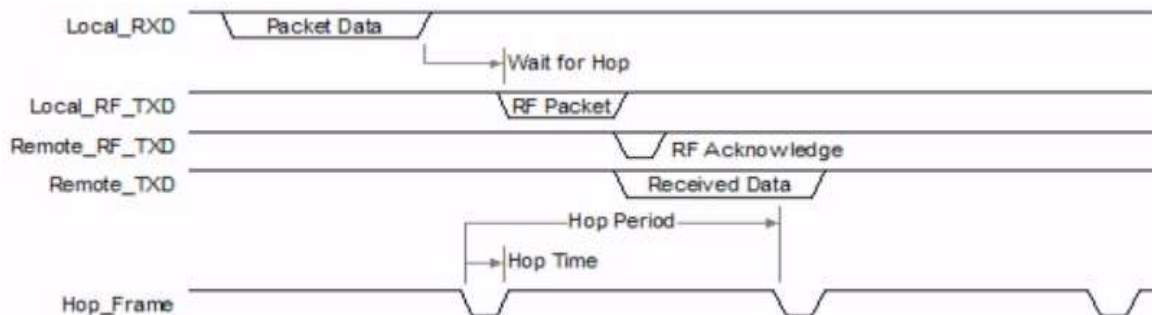 Local_RXD
Packet Data
Wait for Hop
Local_RF_TXD
RF Packet
Remote_RF_TXD
RF Acknowledge
Remote_TXD
Received Data
Hop Period
Hop Time
Hop_Frame